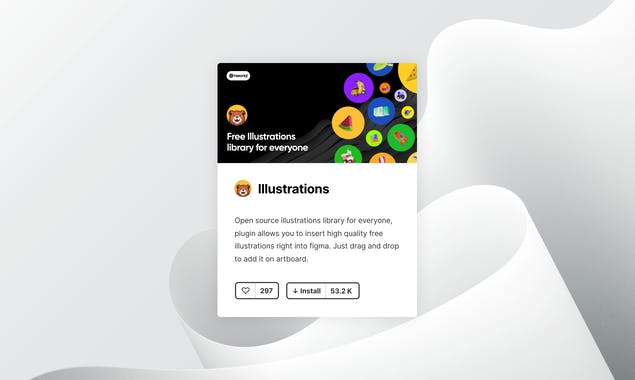 Free Illustrations
library for everyone
Illustrations
Open source illustrations library for everyone,
plugin allows you to insert high quality free
illustrations right into figma. Just drag and drop
to add it on artboard.
297
↓ Install
53.2 K